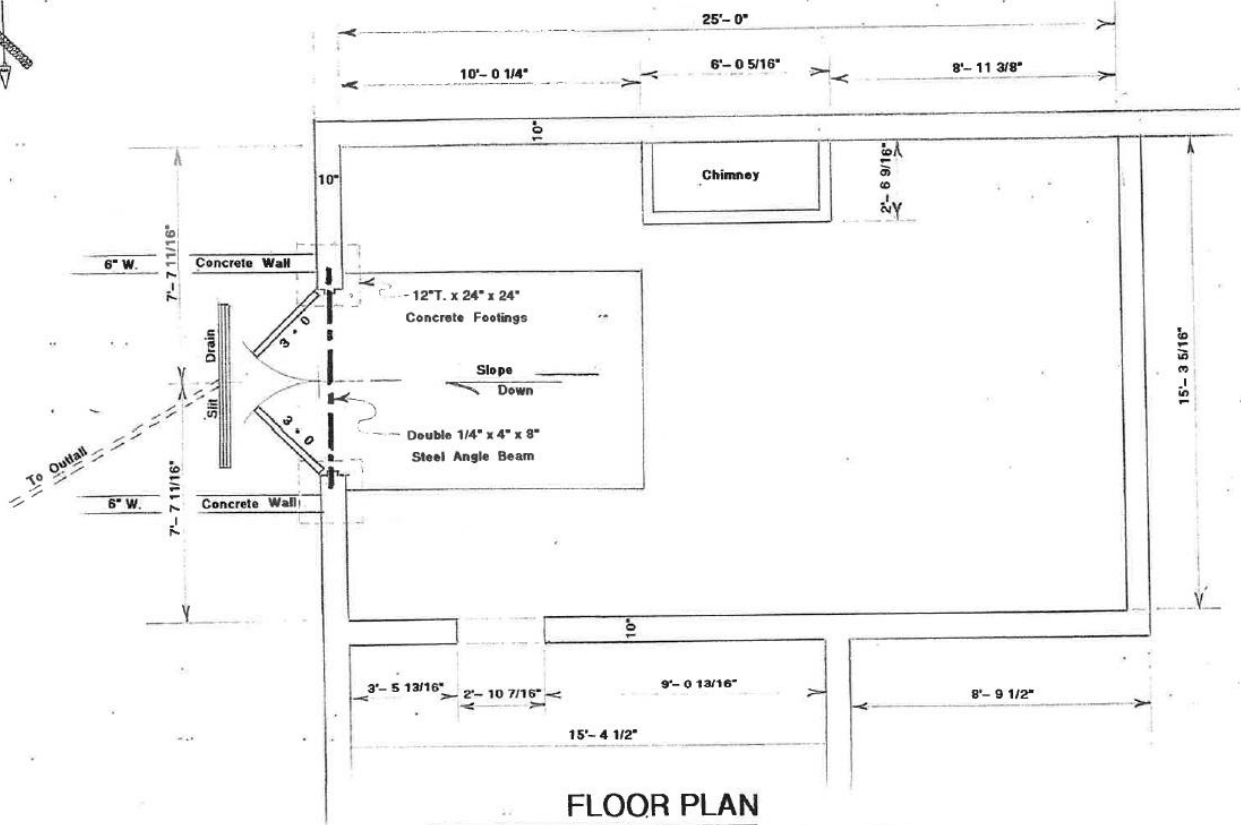 25'- 0"
10'- 0 1/4"
6'- 0 5/16"
8'- 11 3/8"
10"
10"
Chimney
2'- 6 9/16"
7'- 7 11/16"
6" W.
Concrete Wall
12"T. x 24" x 24"
Concrete Footings
3 - 0
Slit Drain
Slope
Down
15'- 3 5/16"
3 - 0
Double 1/4" x 4" x 8"
Steel Angle Beam
To Outfall
6" W.
Concrete Wall
7'- 7 11/16"
10"
3'- 5 13/16"
2'- 10 7/16"
9'- 0 13/16"
8'- 9 1/2"
15'- 4 1/2"
FLOOR PLAN